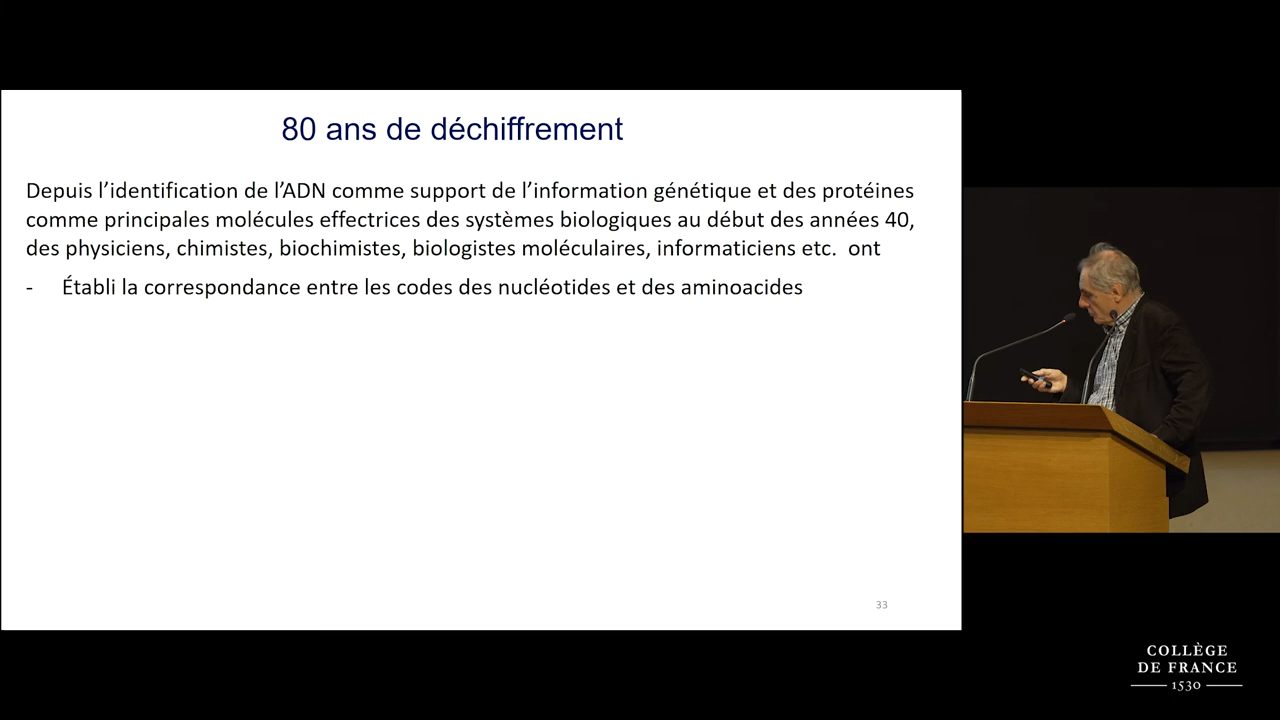 80 ans de déchiffrement
Depuis l’identification de l’ADN comme support de l’information génétique et des protéines
comme principales molécules effectrices des systèmes biologiques au début des années 40,
des physiciens, chimistes, biochimistes, biologistes moléculaires, informaticiens etc.  ont
- Établi la correspondance entre les codes des nucléotides et des aminoacides
33
COLLÈGE
DE FRANCE
1530